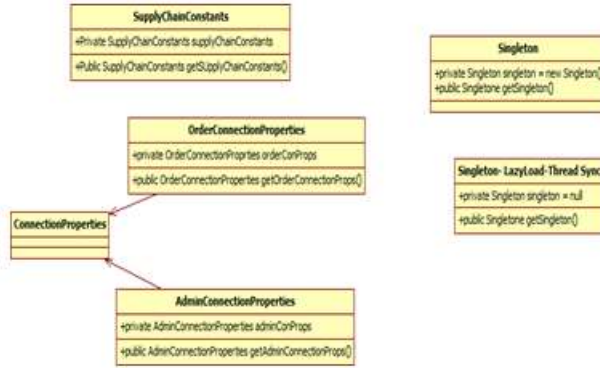 SupplyChainConstants
+Private SupplyChainConstants supplyChainConstants
+Public SupplyChainConstants getSUpplyChainConstants()
Singleton
+private Singleton singleton = new Singleton()
+public Singletone getSingleton()
OrderConnectionProperties
+private OrderConnectionProprties orderConProps
+public OrderConnectionProperties getOrderConnectionProps()
Singleton- LazyLoad-Thread Sync
+private Singleton singleton = null
+public Singletone getSingleton()
ConnectionProperties
AdminConnectionProperties
+private AdminConnectionProperties adminConProps
+public AdminConnectionProperties getAdminConnectionProps()